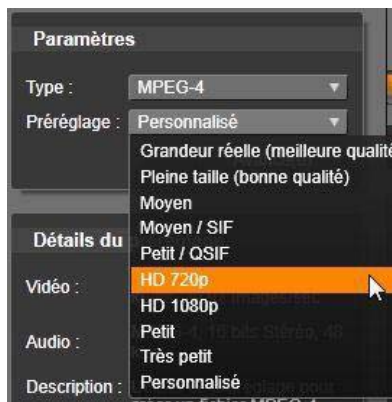 Paramètres
Type : MPEG-4
Préréglage : Personnalisé
Grandeur réelle (meilleure qualité
Pleine taille (bonne qualité)
Moyen
Moyen / SIF
Détails du
Petit / QSIF
Vidéo : HD 720p
HD 1080p
Audio : Petit
Très petit
Description : Personnalisé